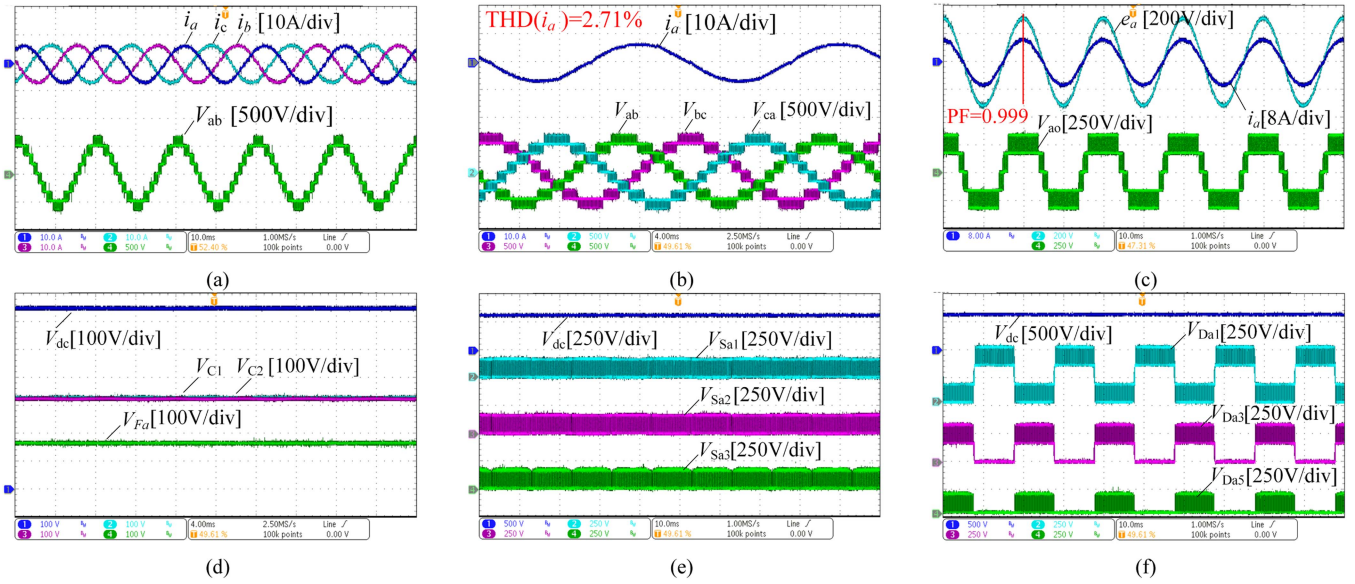 i_a i_c i_b [10A/div]
V_ab [500V/div]
1 10.0 A 2 10.0 A 10.0ms 1.00MS/s Line
3 10.0 A 4 500 V T 52.40 % 100k points 0.00 V
(a)
THD(i_a)=2.71% i_a [10A/div]
V_ab V_bc V_ca [500V/div]
1 10.0 A 2 500 V 4.00ms 2.50MS/s Line
3 500 V 4 500 V T 49.61 % 100k points 0.00 V
(b)
e_a [200V/div]
PF=0.999 i_a[8A/div]
V_ao[250V/div]
1 8.00 A 2 200 V 10.0ms 1.00MS/s Line
4 250 V T 47.31 % 100k points 0.00 V
(c)
V_dc[100V/div]
V_C1 V_C2 [100V/div]
V_Fa[100V/div]
1 100 V 2 100 V 4.00ms 2.50MS/s Line
3 100 V 4 100 V T 49.61 % 100k points 0.00 V
(d)
V_dc[250V/div] V_Sa1 [250V/div]
V_Sa2 [250V/div]
V_Sa3[250V/div]
1 500 V 2 250 V 10.0ms 1.00MS/s Line
3 250 V 4 250 V T 49.61 % 100k points 0.00 V
(e)
V_dc[500V/div] V_Da1[250V/div]
V_Da3[250V/div]
V_Da5[250V/div]
1 500 V 2 250 V 10.0ms 1.00MS/s Line
3 250 V 4 250 V T 49.61 % 100k points 0.00 V
(f)